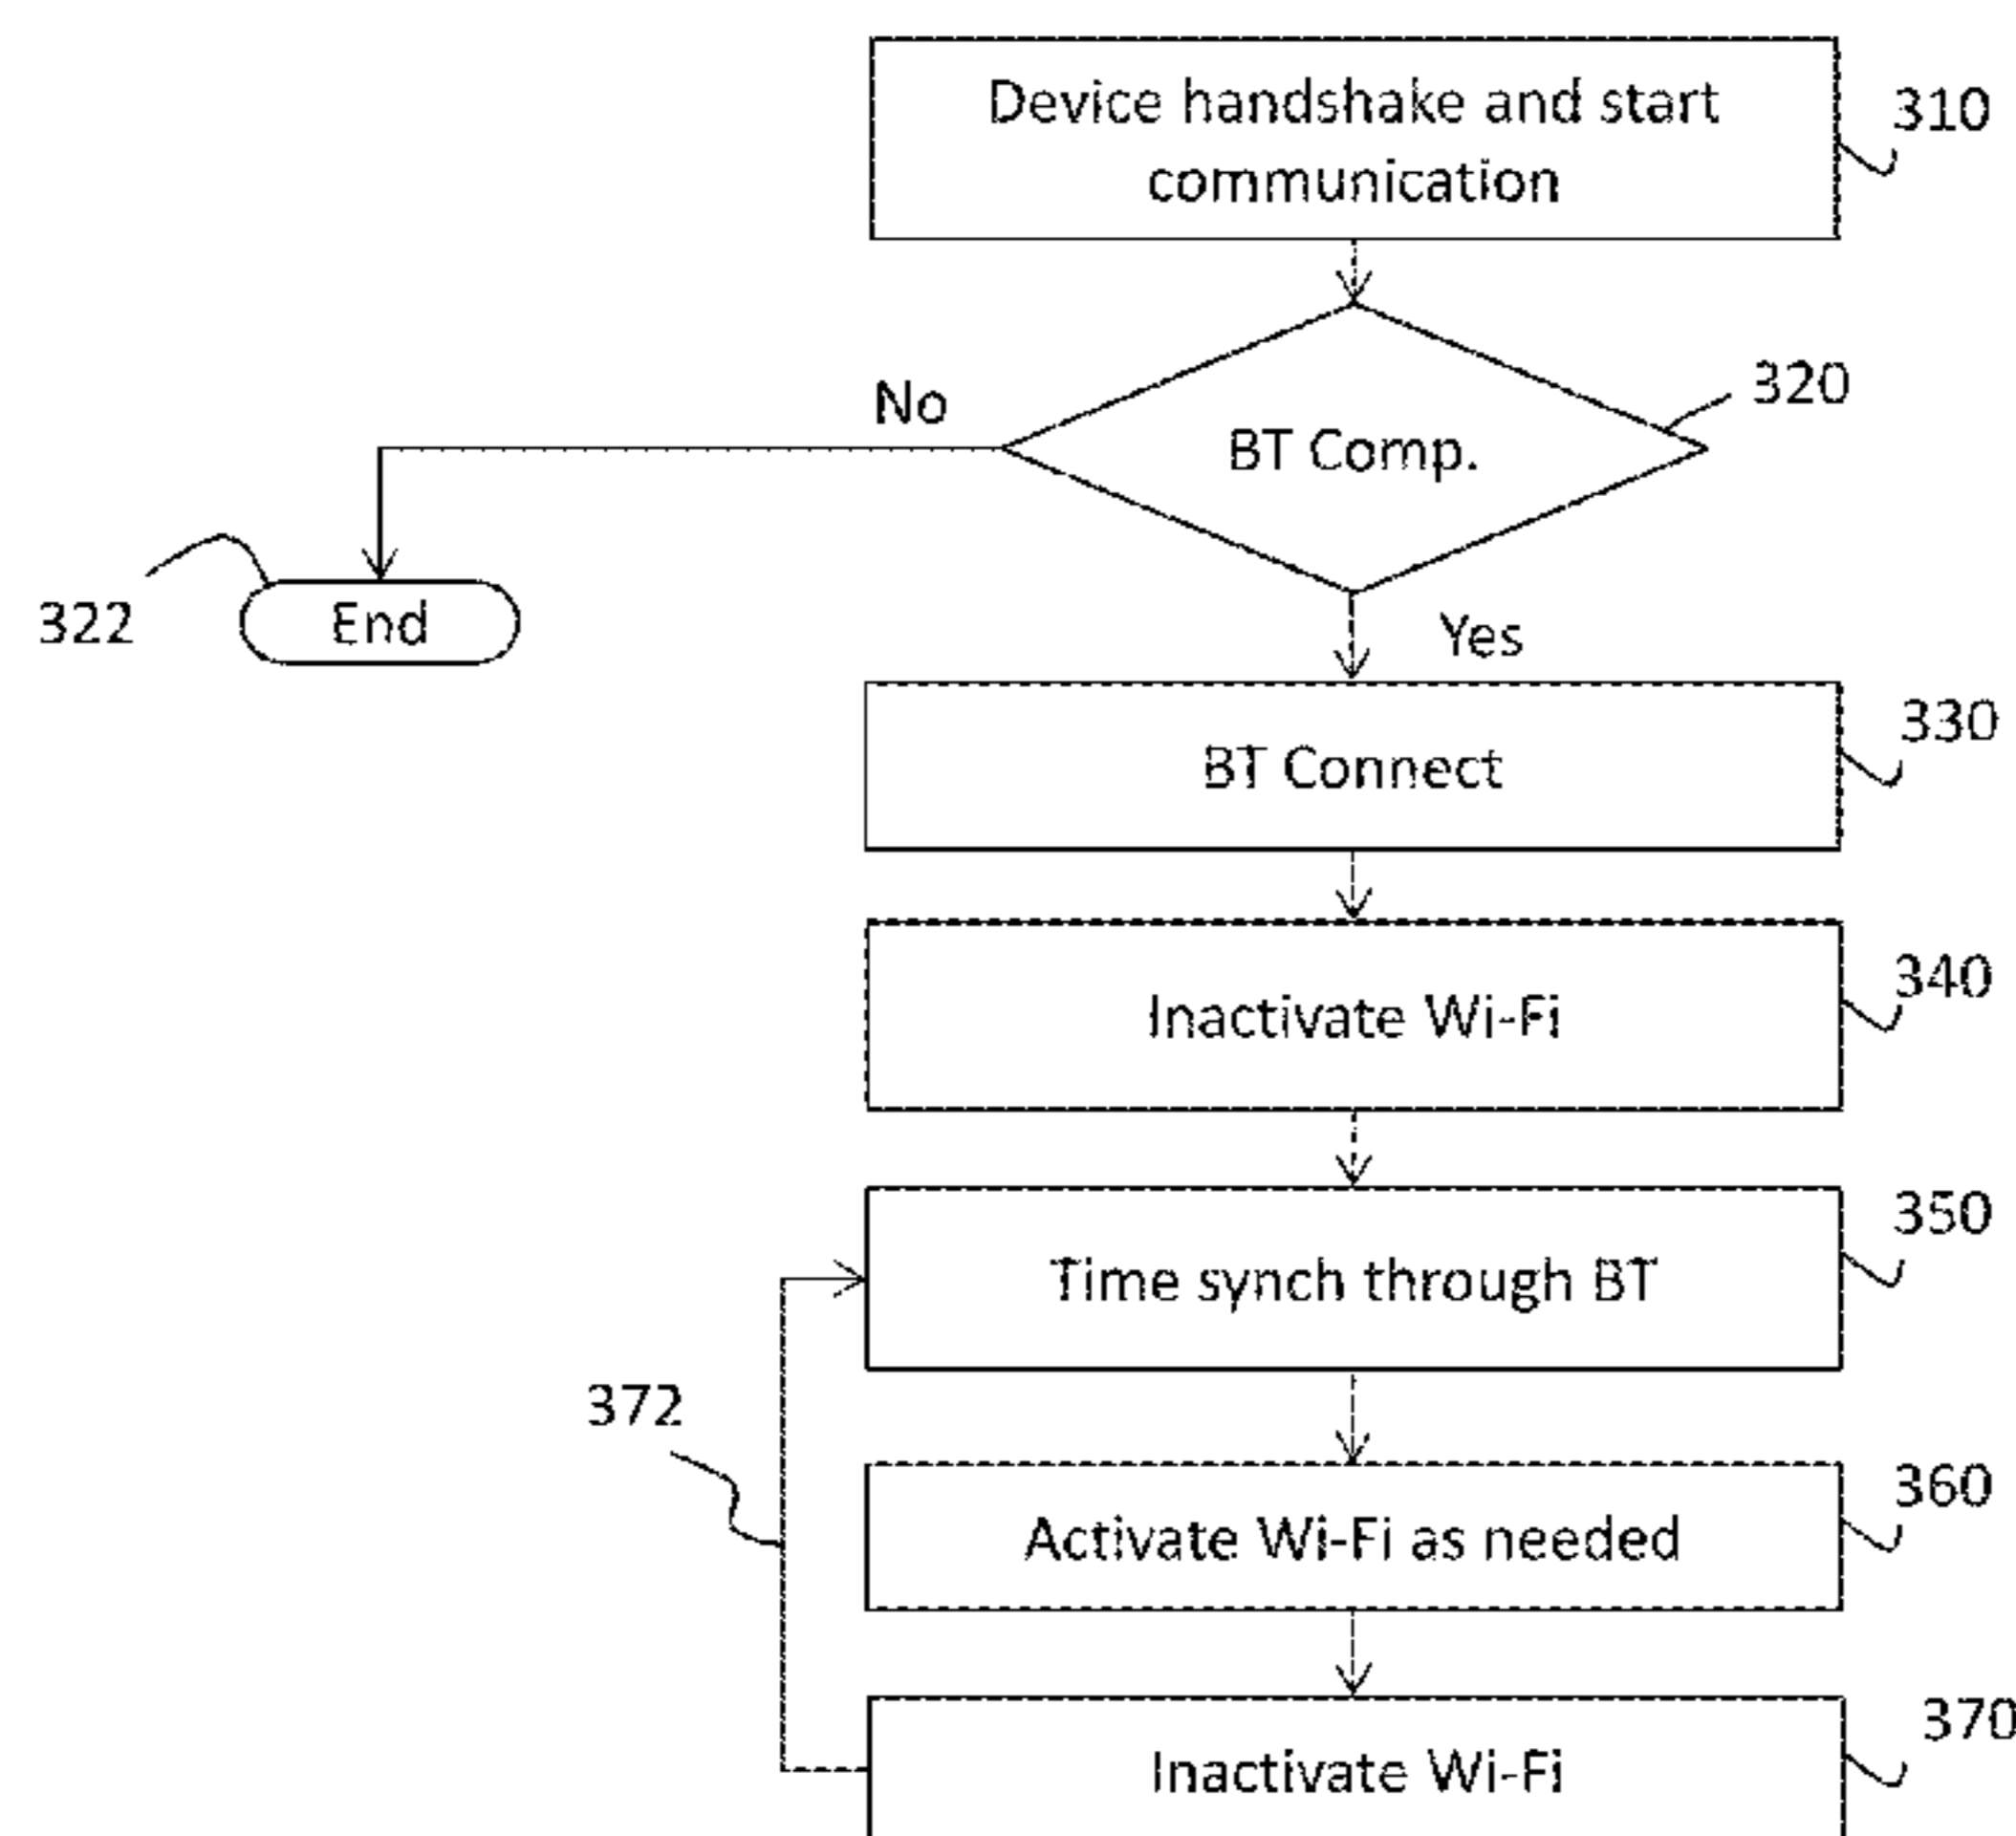 Device handshake and start
communication
310
320
No
BT Comp.
322
End
Yes
330
BT Connect
340
Inactivate Wi-Fi
350
Time synch through BT
372
360
Activate Wi-Fi as needed
370
Inactivate Wi-Fi